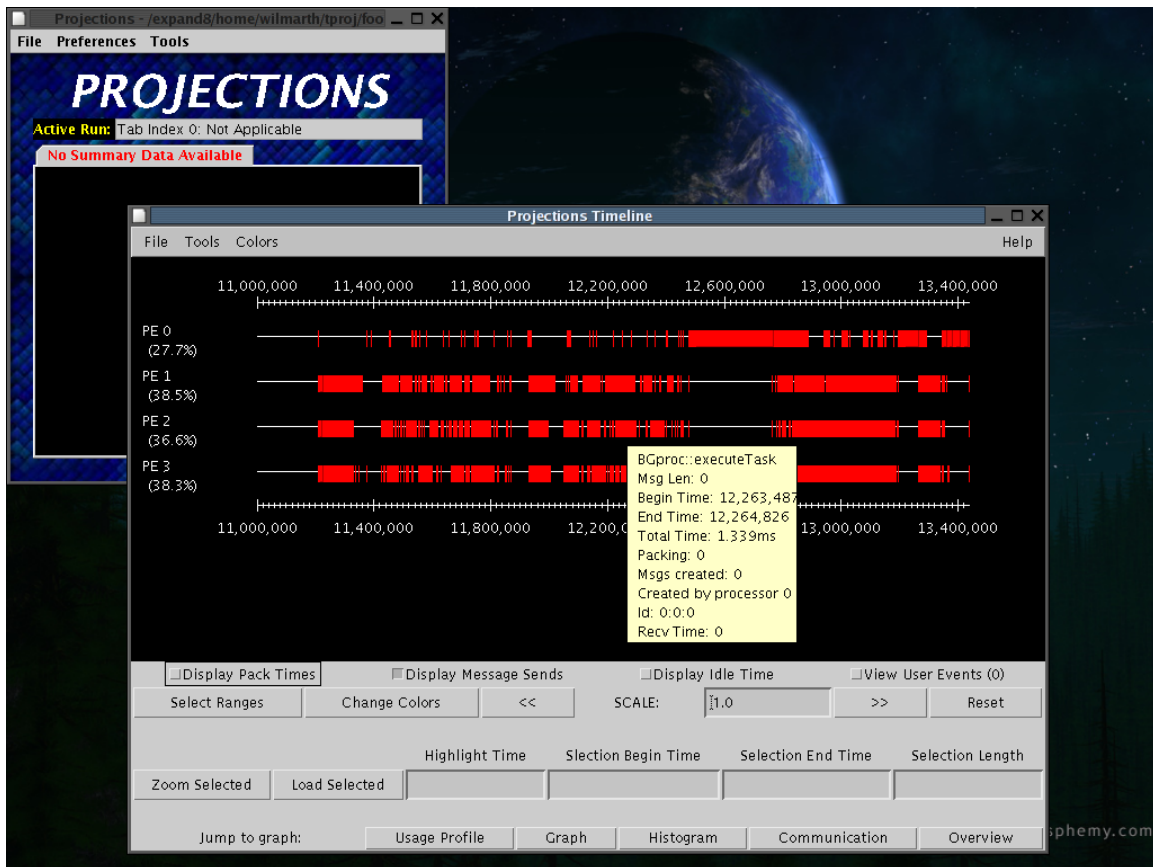 Projections - /expand8/home/wilmarth/tproj/foo
File Preferences Tools
PROJECTIONS
Active Run: Tab Index 0: Not Applicable
No Summary Data Available
Projections Timeline
File Tools Colors Help
11,000,000 11,400,000 11,800,000 12,200,000 12,600,000 13,000,000 13,400,000
PE 0
(27.7%)
PE 1
(38.5%)
PE 2
(36.6%)
PE 3
(38.3%)
11,000,000 11,400,000 11,800,000 12,200,0 13,000,000 13,400,000
BGproc::executeTask
Msg Len: 0
Begin Time: 12,263,487
End Time: 12,264,826
Total Time: 1.339ms
Packing: 0
Msgs created: 0
Created by processor 0
Id: 0:0:0
Recv Time: 0
Display Pack Times Display Message Sends Display Idle Time View User Events (0)
Select Ranges Change Colors << SCALE: 1.0 >> Reset
Highlight Time Slection Begin Time Selection End Time Selection Length
Zoom Selected Load Selected
Jump to graph: Usage Profile Graph Histogram Communication Overview
sphemy.com